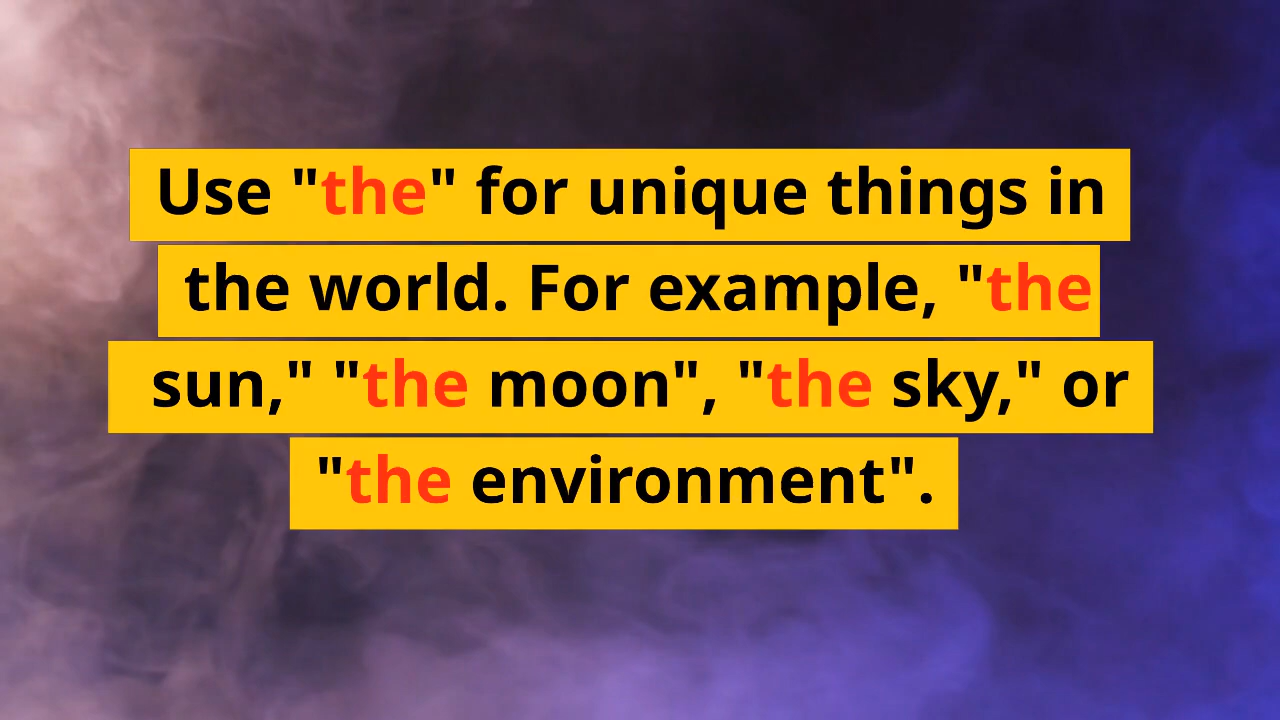 Use "the" for unique things in
the world. For example, "the
sun," "the moon", "the sky," or
"the environment".